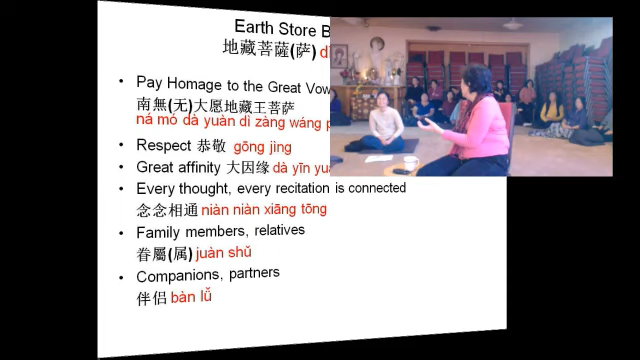 Earth Store B
地藏菩薩(萨) dì
• Pay Homage to the Great Vow
南無(无)大愿地藏王菩萨
ná mó dà yuàn dì zàng wáng p
• Respect 恭敬 gōng jìng
• Great affinity 大因缘 dà yīn yuá
• Every thought, every recitation is connected
念念相通 niàn niàn xiāng tōng
• Family members, relatives
眷屬(属) juàn shǔ
• Companions, partners
伴侣 bàn lǚ